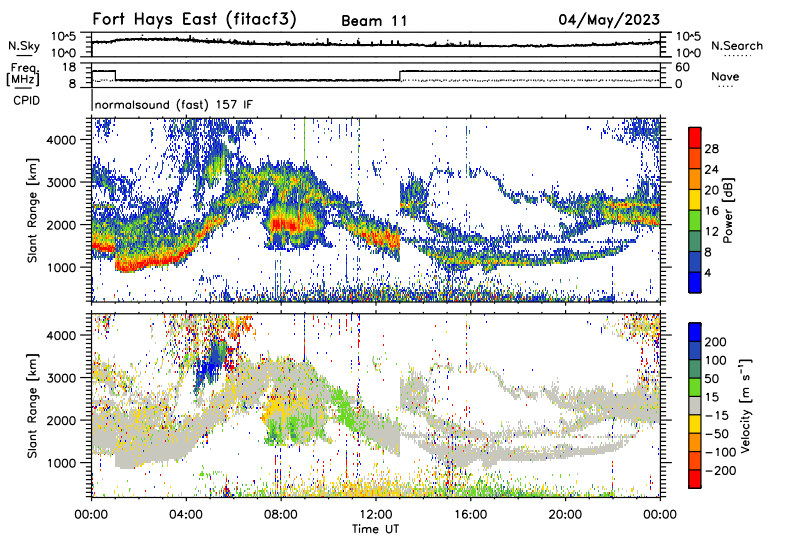 Fort Hays East (fitacf3) Beam 11 04/May/2023
N.Sky 10^5 10^0 10^5 10^0 N.Search
Freq. [MHz] 18 8 60 0 Nave
CPID normalsound (fast) 157 IF
Slant Range [km] 4000 3000 2000 1000
Power [dB] 28 24 20 16 12 8 4
Slant Range [km] 4000 3000 2000 1000
Velocity [m s⁻¹] 200 100 50 15 −15 −50 −100 −200
00:00 04:00 08:00 12:00 16:00 20:00 00:00
Time UT